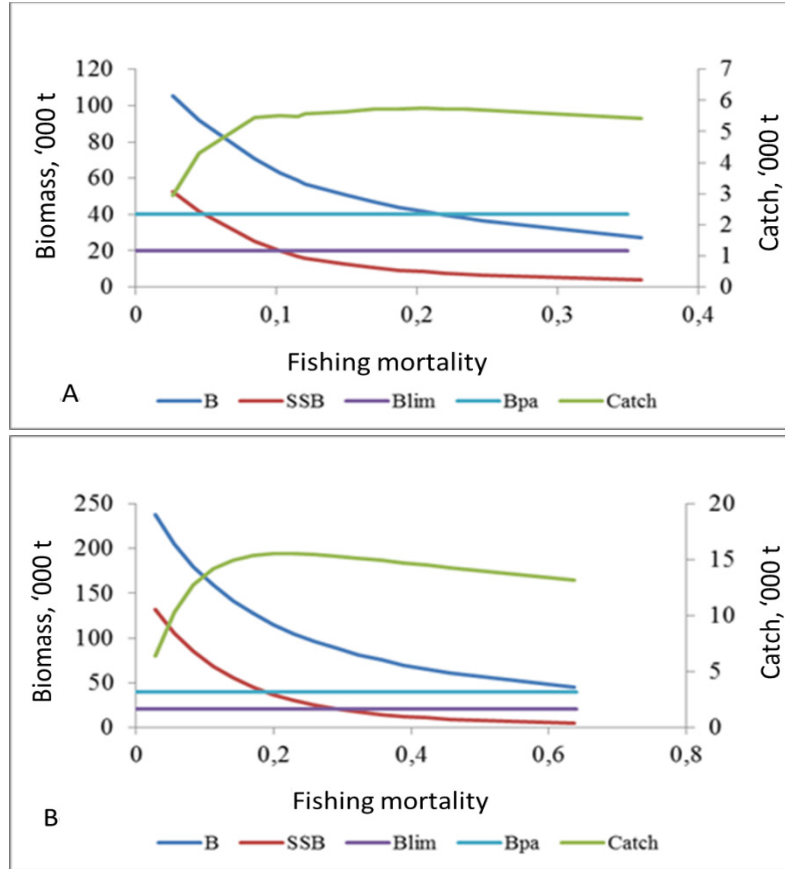 120
100
80
60
40
20
0
Biomass, ‘000 t
7
6
5
4
3
2
1
0
Catch, ‘000 t
0 0,1 0,2 0,3 0,4
Fishing mortality
A
B SSB Blim Bpa Catch
250
200
150
100
50
0
Biomass, ‘000 t
20
15
10
5
0
Catch, ‘000 t
0 0,2 0,4 0,6 0,8
Fishing mortality
B
B SSB Blim Bpa Catch